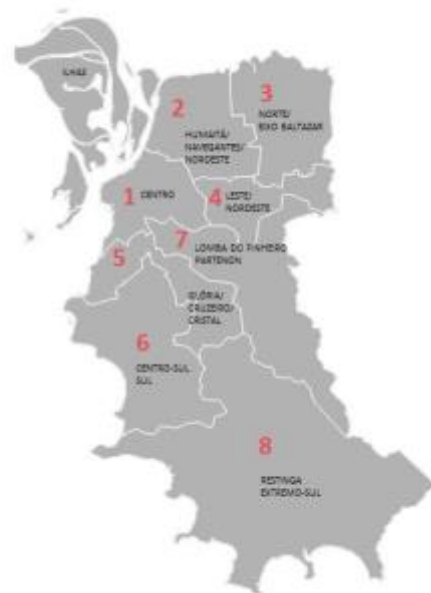 ILHAS
2
HUMAITÁ/
NAVEGANTES/
NOROESTE
3
NORTE/
EIXO BALTAZAR
1 CENTRO
4 LESTE/
NORDESTE
7
LOMBA DO PINHEIRO
PARTENON
5
GLÓRIA/
CRUZEIRO/
CRISTAL
6
CENTRO-SUL
SUL
8
RESTINGA
EXTREMO-SUL